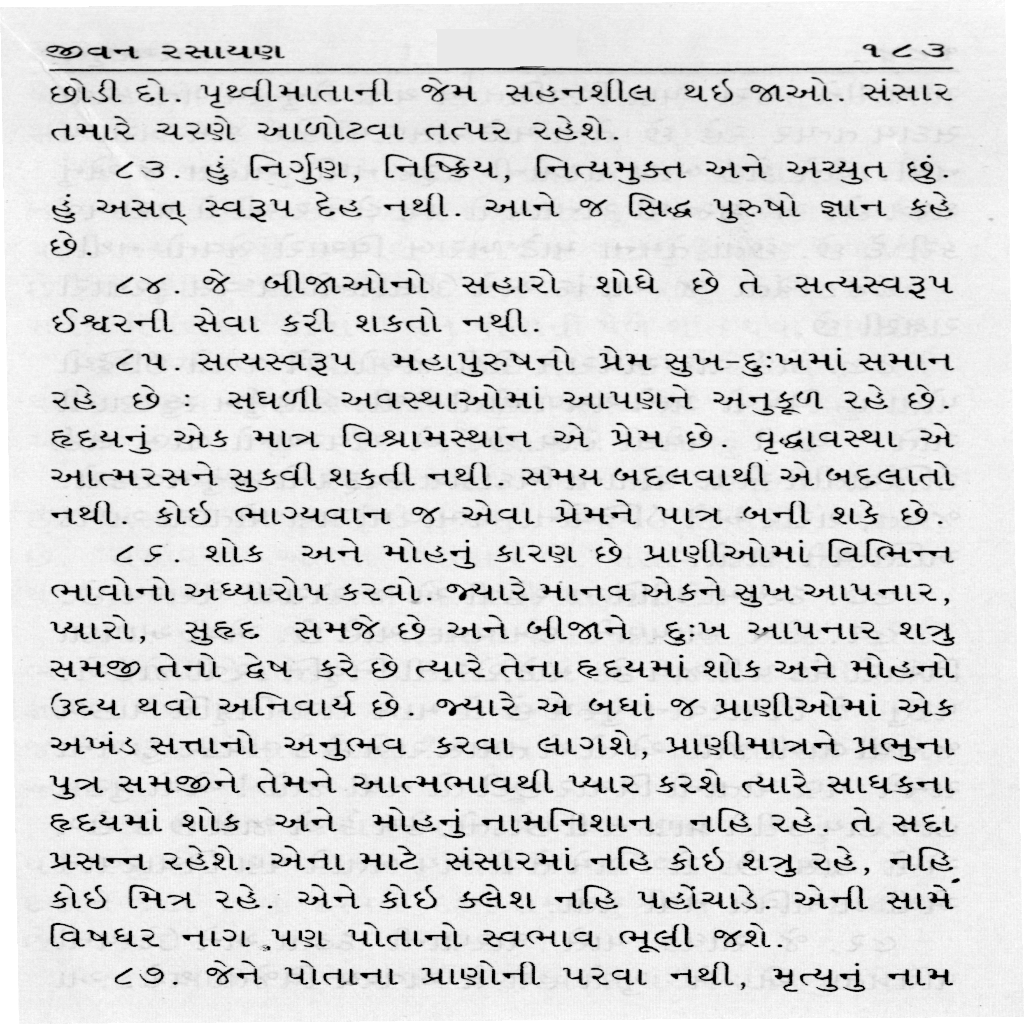 જીવન રસાયણ ૧૮૩
છોડી દો. પૃથ્વીમાતાની જેમ સહનશીલ થઈ જાઓ. સંસાર
તમારે ચરણે આળોટવા તત્પર રહેશે.
૮૩. હું નિર્ગુણ, નિષ્ક્રિય, નિત્યમુક્ત અને અચ્યુત છું.
હું અસત્ સ્વરૂપ દેહ નથી. આને જ સિદ્ધ પુરુષો જ્ઞાન કહે
છે.
૮૪. જે બીજાઓનો સહારો શોધે છે તે સત્યસ્વરૂપ
ઈશ્વરની સેવા કરી શકતો નથી.
૮૫. સત્યસ્વરૂપ મહાપુરુષનો પ્રેમ સુખ-દુઃખમાં સમાન
રહે છે : સઘળી અવસ્થાઓમાં આપણને અનુકૂળ રહે છે.
હૃદયનું એક માત્ર વિશ્રામસ્થાન એ પ્રેમ છે. વૃદ્ધાવસ્થા એ
આત્મરસને સુકવી શકતી નથી. સમય બદલવાથી એ બદલાતો
નથી. કોઈ ભાગ્યવાન જ એવા પ્રેમને પાત્ર બની શકે છે.
૮૬. શોક અને મોહનું કારણ છે પ્રાણીઓમાં વિભિન્ન
ભાવોનો અધ્યારોપ કરવો. જ્યારે માનવ એકને સુખ આપનાર,
પ્યારો, સુહૃદ સમજે છે અને બીજાને દુઃખ આપનાર શત્રુ
સમજી તેનો દ્વેષ કરે છે ત્યારે તેના હૃદયમાં શોક અને મોહનો
ઉદય થવો અનિવાર્ય છે. જ્યારે એ બધાં જ પ્રાણીઓમાં એક
અખંડ સત્તાનો અનુભવ કરવા લાગશે, પ્રાણીમાત્રને પ્રભુના
પુત્ર સમજીને તેમને આત્મભાવથી પ્યાર કરશે ત્યારે સાધકના
હૃદયમાં શોક અને મોહનું નામનિશાન નહિ રહે. તે સદા
પ્રસન્ન રહેશે. એના માટે સંસારમાં નહિ કોઈ શત્રુ રહે, નહિ
કોઈ મિત્ર રહે. એને કોઈ ક્લેશ નહિ પહોંચાડે. એની સામે
વિષધર નાગ પણ પોતાનો સ્વભાવ ભૂલી જશે.
૮૭. જેને પોતાના પ્રાણોની પરવા નથી, મૃત્યુનું નામ